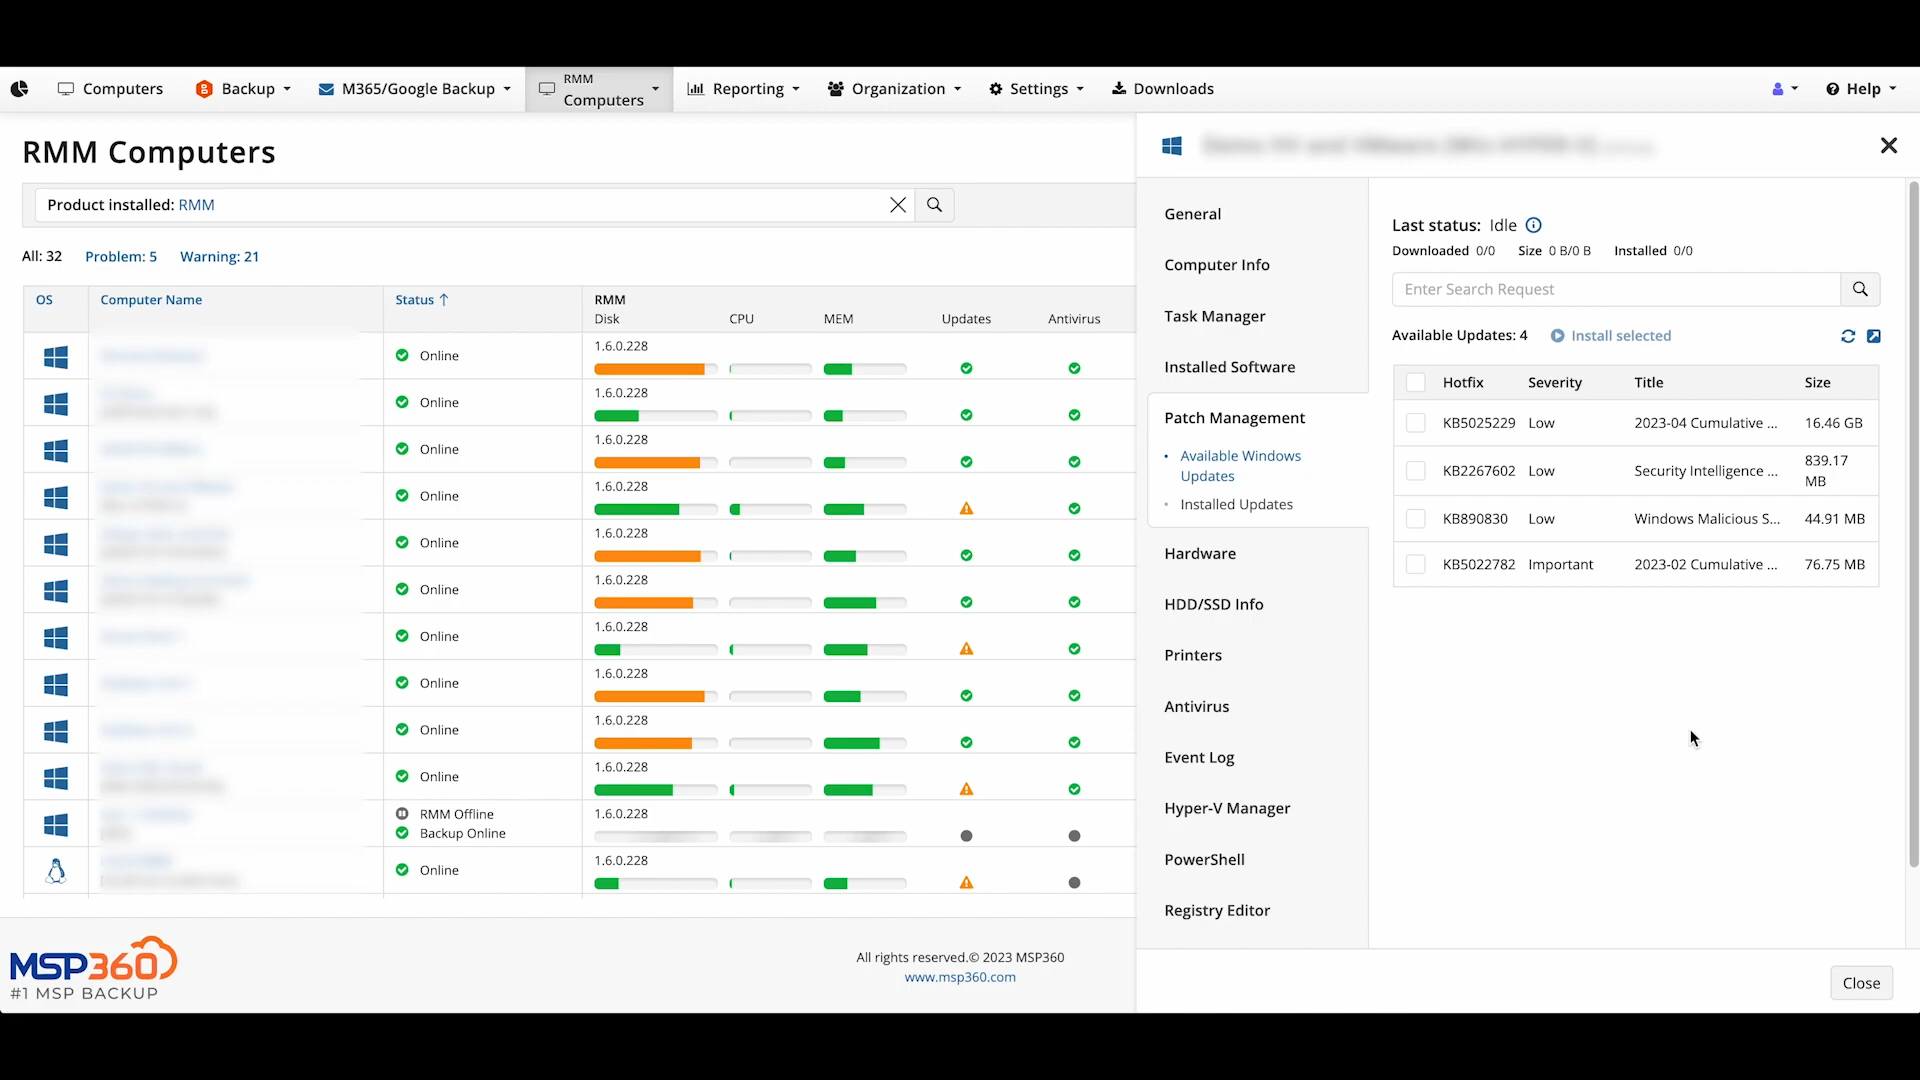 Computers
Backup
M365/Google Backup
RMM
Computers
Reporting
Organization
Settings
Downloads
Help
RMM Computers
Product installed: RMM
All: 32
Problem: 5
Warning: 21
OS
Computer Name
Status ↑
RMM
Disk
CPU
MEM
Updates
Antivirus
Online
1.6.0.228
Online
1.6.0.228
Online
1.6.0.228
Online
1.6.0.228
Online
1.6.0.228
Online
1.6.0.228
Online
1.6.0.228
Online
1.6.0.228
Online
1.6.0.228
Online
1.6.0.228
RMM Offline
Backup Online
1.6.0.228
Online
1.6.0.228
MSP360
#1 MSP BACKUP
All rights reserved.© 2023 MSP360
www.msp360.com
General
Computer Info
Task Manager
Installed Software
Patch Management
• Available Windows
Updates
• Installed Updates
Hardware
HDD/SSD Info
Printers
Antivirus
Event Log
Hyper-V Manager
PowerShell
Registry Editor
Last status: Idle
Downloaded 0/0 Size 0 B/0 B Installed 0/0
Enter Search Request
Available Updates: 4
Install selected
Hotfix Severity Title Size
KB5025229 Low 2023-04 Cumulative ... 16.46 GB
KB2267602 Low Security Intelligence ... 839.17
MB
KB890830 Low Windows Malicious S... 44.91 MB
KB5022782 Important 2023-02 Cumulative ... 76.75 MB
Close